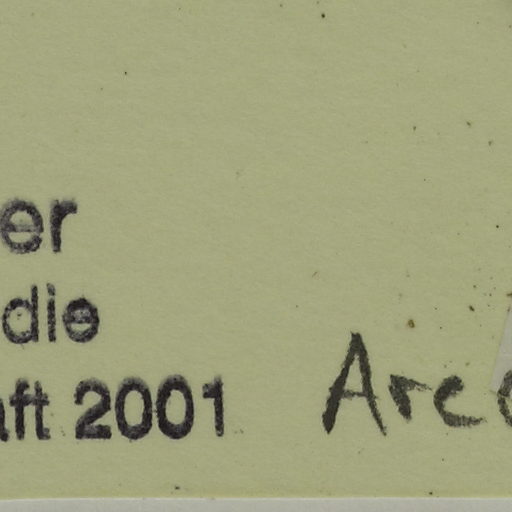 er
die
aft 2001 Arc